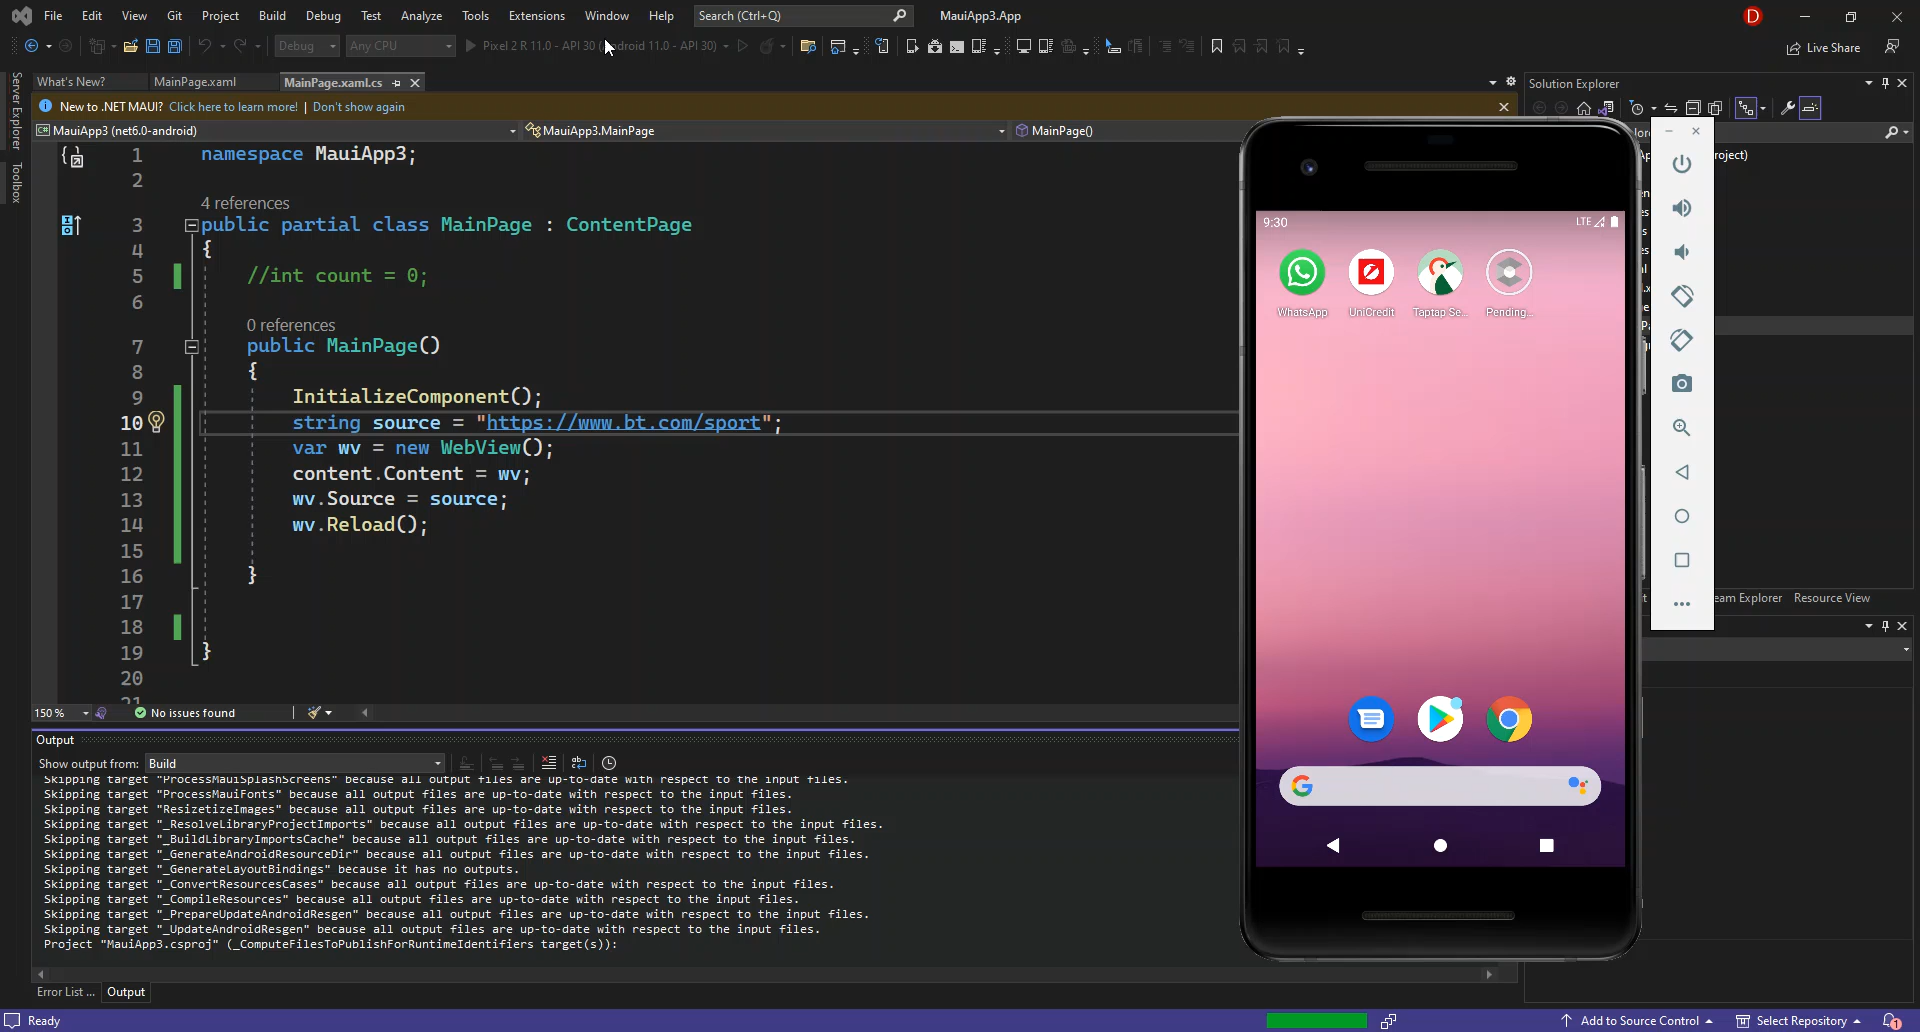 File Edit View Git Project Build Debug Test Analyze Tools Extensions Window Help Search (Ctrl+Q) MauiApp3.App D
Debug Any CPU Pixel 2 R 11.0 - API 30 (Android 11.0 - API 30) Live Share
Server Explorer
Toolbox
What's New? MainPage.xaml MainPage.xaml.cs
New to .NET MAUI? Click here to learn more! | Don't show again
MauiApp3 (net6.0-android) MauiApp3.MainPage MainPage()
1 namespace MauiApp3;
2
4 references
3 public partial class MainPage : ContentPage
4 {
5 //int count = 0;
6
0 references
7 public MainPage()
8 {
9 InitializeComponent();
10 string source = "https://www.bt.com/sport";
11 var wv = new WebView();
12 content.Content = wv;
13 wv.Source = source;
14 wv.Reload();
15
16 }
17
18
19 }
20
21
150 % No issues found
Output
Show output from: Build
Skipping target "ProcessMauiSplashScreens" because all output files are up-to-date with respect to the input files.
Skipping target "ProcessMauiFonts" because all output files are up-to-date with respect to the input files.
Skipping target "ResizetizeImages" because all output files are up-to-date with respect to the input files.
Skipping target "_ResolveLibraryProjectImports" because all output files are up-to-date with respect to the input files.
Skipping target "_BuildLibraryImportsCache" because all output files are up-to-date with respect to the input files.
Skipping target "_GenerateAndroidResourceDir" because all output files are up-to-date with respect to the input files.
Skipping target "_GenerateLayoutBindings" because it has no outputs.
Skipping target "_ConvertResourcesCases" because all output files are up-to-date with respect to the input files.
Skipping target "_CompileResources" because all output files are up-to-date with respect to the input files.
Skipping target "_PrepareUpdateAndroidResgen" because all output files are up-to-date with respect to the input files.
Skipping target "_UpdateAndroidResgen" because all output files are up-to-date with respect to the input files.
Project "MauiApp3.csproj" (_ComputeFilesToPublishForRuntimeIdentifiers target(s)):
Error List ... Output
Ready Add to Source Control Select Repository 1
Solution Explorer
roject)
eam Explorer Resource View
9:30 LTE
WhatsApp UniCredit Taptap Se... Pending...